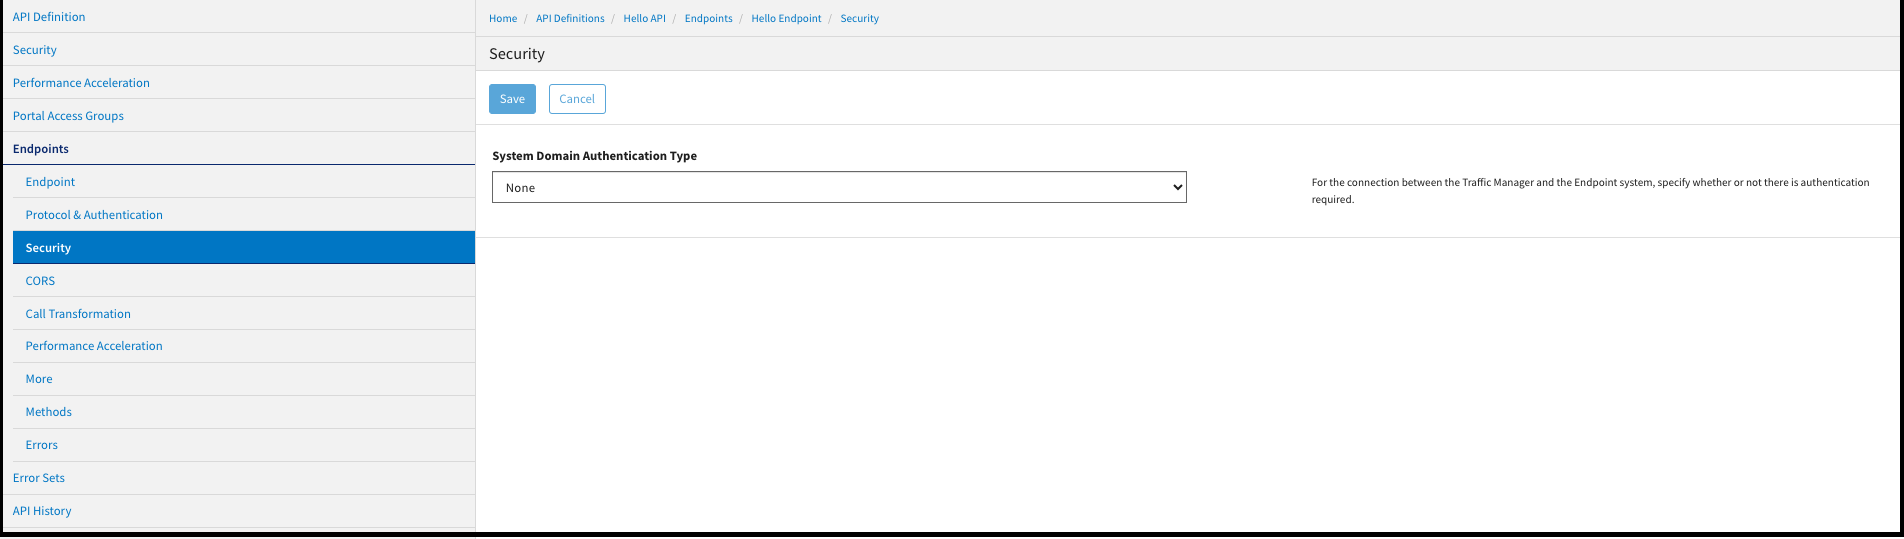 API Definition
Security
Performance Acceleration
Portal Access Groups
Endpoints
Endpoint
Protocol & Authentication
Security
CORS
Call Transformation
Performance Acceleration
More
Methods
Errors
Error Sets
API History
Home / API Definitions / Hello API / Endpoints / Hello Endpoint / Security
Security
Save Cancel
System Domain Authentication Type
None
For the connection between the Traffic Manager and the Endpoint system, specify whether or not there is authentication
required.